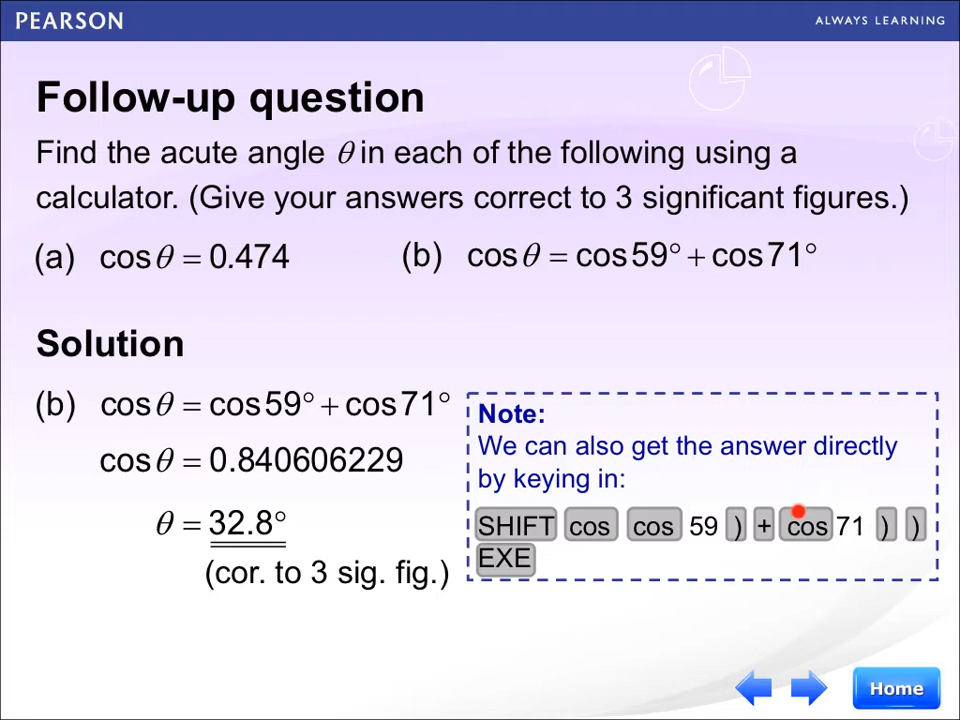 PEARSON
ALWAYS LEARNING
Follow-up question
Find the acute angle θ in each of the following using a
calculator. (Give your answers correct to 3 significant figures.)
(a) cos θ = 0.474 (b) cos θ = cos 59° + cos 71°
Solution
(b) cos θ = cos 59° + cos 71°
cos θ = 0.840606229
θ = 32.8°
(cor. to 3 sig. fig.)
Note:
We can also get the answer directly
by keying in:
SHIFT cos cos 59 ) + cos 71 ) )
EXE
Home